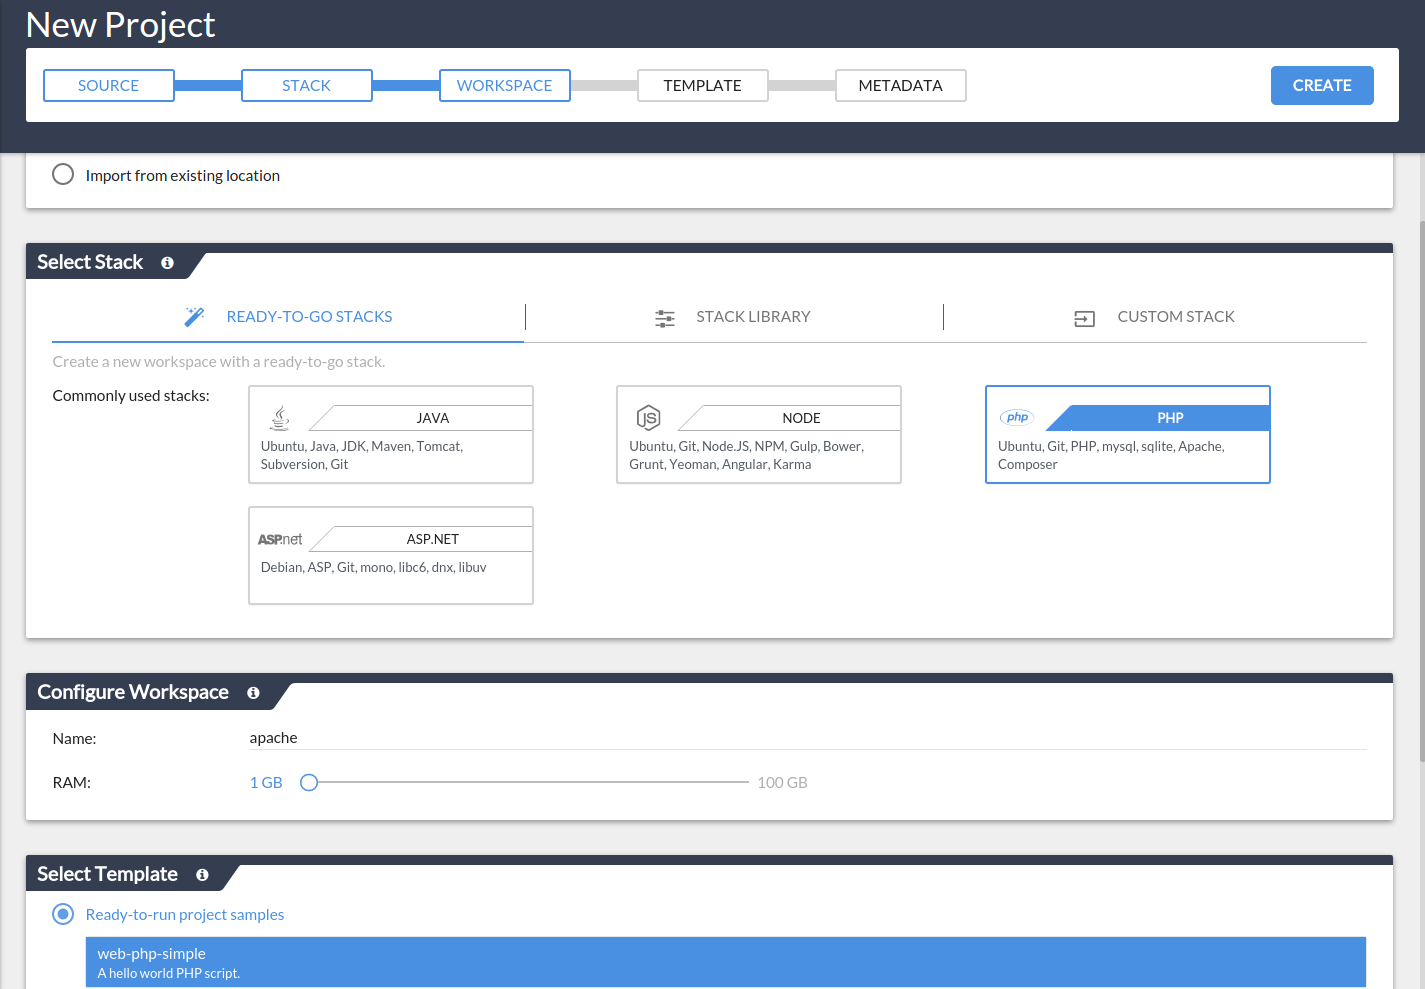 New Project
SOURCE
STACK
WORKSPACE
TEMPLATE
METADATA
CREATE
Import from existing location
Select Stack
READY-TO-GO STACKS
STACK LIBRARY
CUSTOM STACK
Create a new workspace with a ready-to-go stack.
Commonly used stacks:
JAVA
Ubuntu, Java, JDK, Maven, Tomcat,
Subversion, Git
JS
NODE
Ubuntu, Git, Node.JS, NPM, Gulp, Bower,
Grunt, Yeoman, Angular, Karma
php
PHP
Ubuntu, Git, PHP, mysql, sqlite, Apache,
Composer
ASP.net
ASP.NET
Debian, ASP, Git, mono, libc6, dnx, libuv
Configure Workspace
Name:
apache
RAM:
1 GB
100 GB
Select Template
Ready-to-run project samples
web-php-simple
A hello world PHP script.